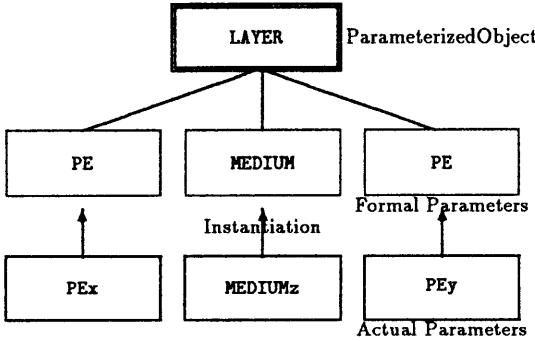 LAYER ParameterizedObject
PE MEDIUM PE
Formal Parameters
Instantiation
PEx MEDIUMz PEy
Actual Parameters